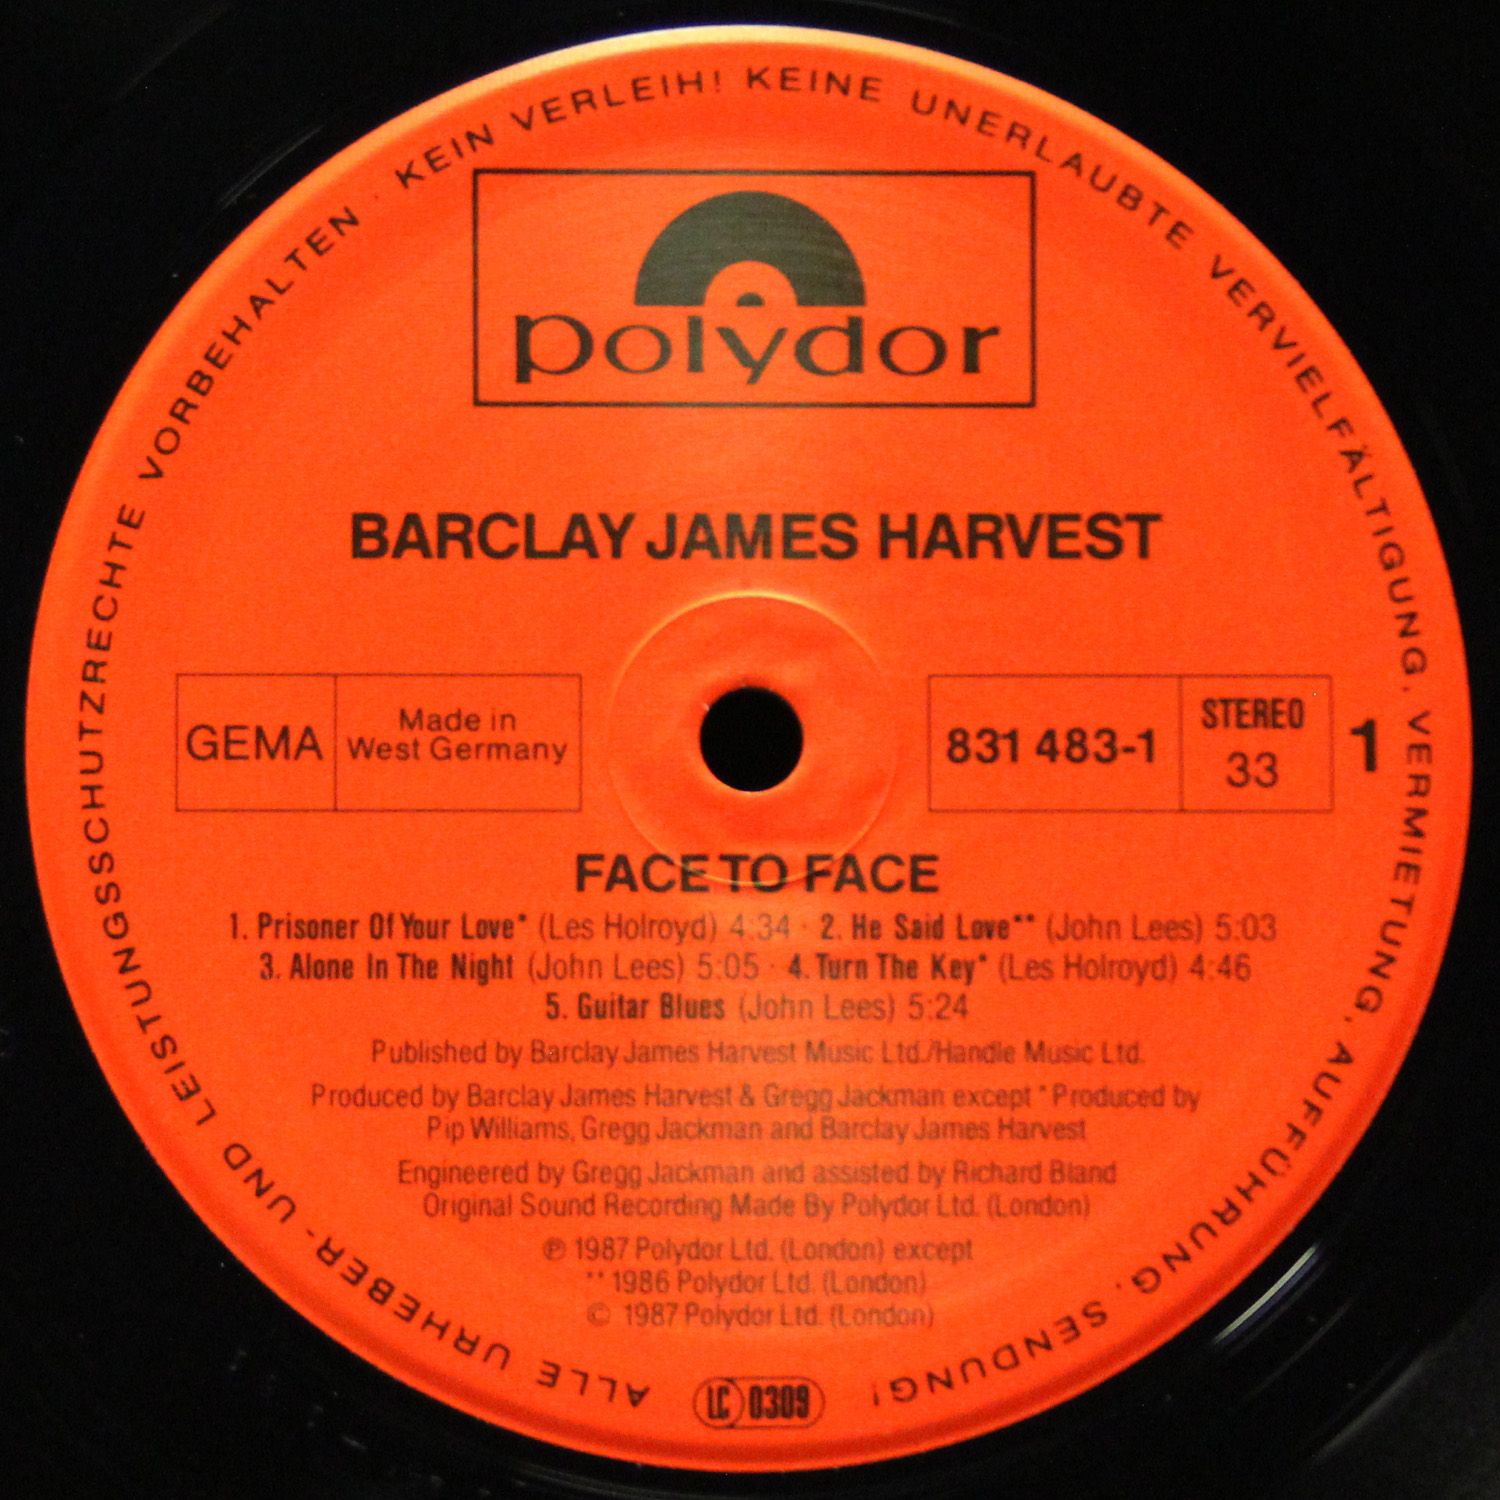 ALLE URHEBER- UND LEISTUNGSSCHUTZRECHTE VORBEHALTEN · KEIN VERLEIH! KEINE UNERLAUBTE VERVIELFÄLTIGUNG, VERMIETUNG, AUFFÜHRUNG, SENDUNG!
polydor
BARCLAY JAMES HARVEST
GEMA
Made in
West Germany
831 483-1
STEREO
33
1
FACE TO FACE
1. Prisoner Of Your Love* (Les Holroyd) 4:34 · 2. He Said Love** (John Lees) 5:03
3. Alone In The Night (John Lees) 5:05 · 4. Turn The Key* (Les Holroyd) 4:46
5. Guitar Blues (John Lees) 5:24
Published by Barclay James Harvest Music Ltd./Handle Music Ltd.
Produced by Barclay James Harvest & Gregg Jackman except * Produced by
Pip Williams, Gregg Jackman and Barclay James Harvest
Engineered by Gregg Jackman and assisted by Richard Bland
Original Sound Recording Made By Polydor Ltd. (London)
℗ 1987 Polydor Ltd. (London) except
** 1986 Polydor Ltd. (London)
© 1987 Polydor Ltd. (London)
LC 0309